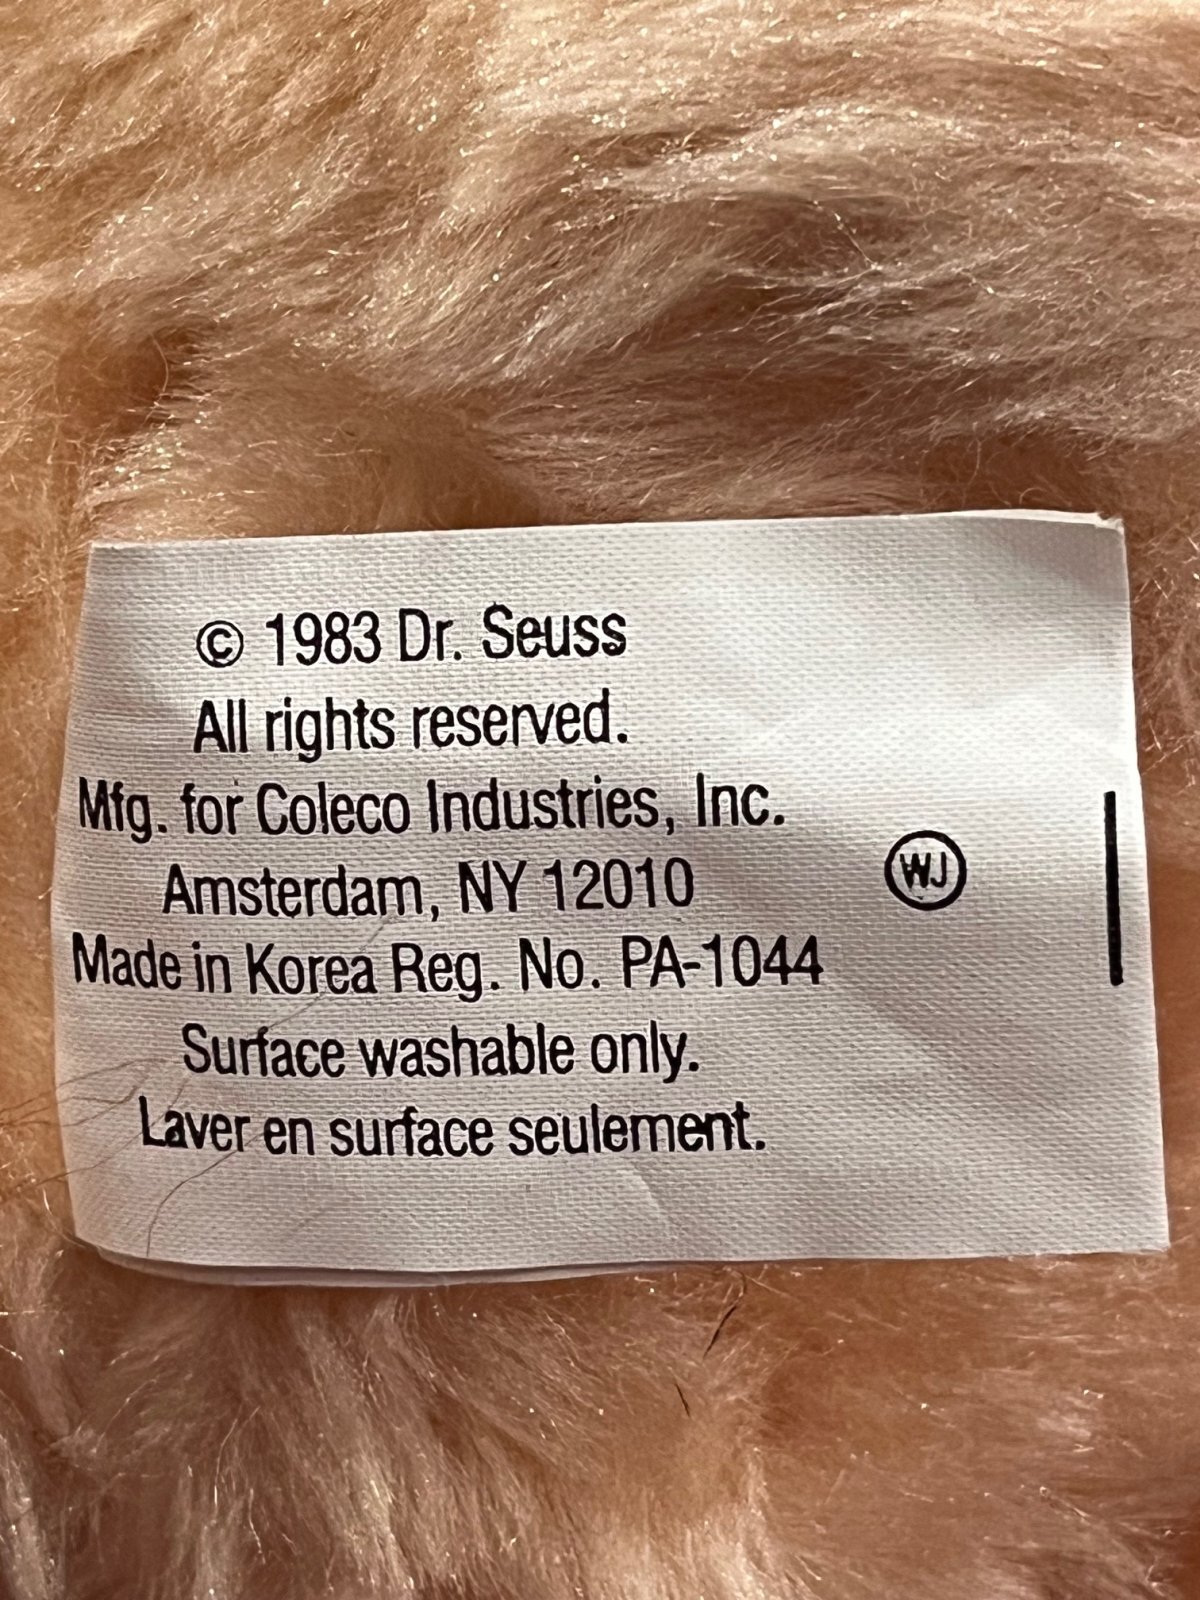 © 1983 Dr. Seuss
All rights reserved.
Mfg. for Coleco Industries, Inc.
Amsterdam, NY 12010
WJ
Made in Korea Reg. No. PA-1044
Surface washable only.
Laver en surface seulement.